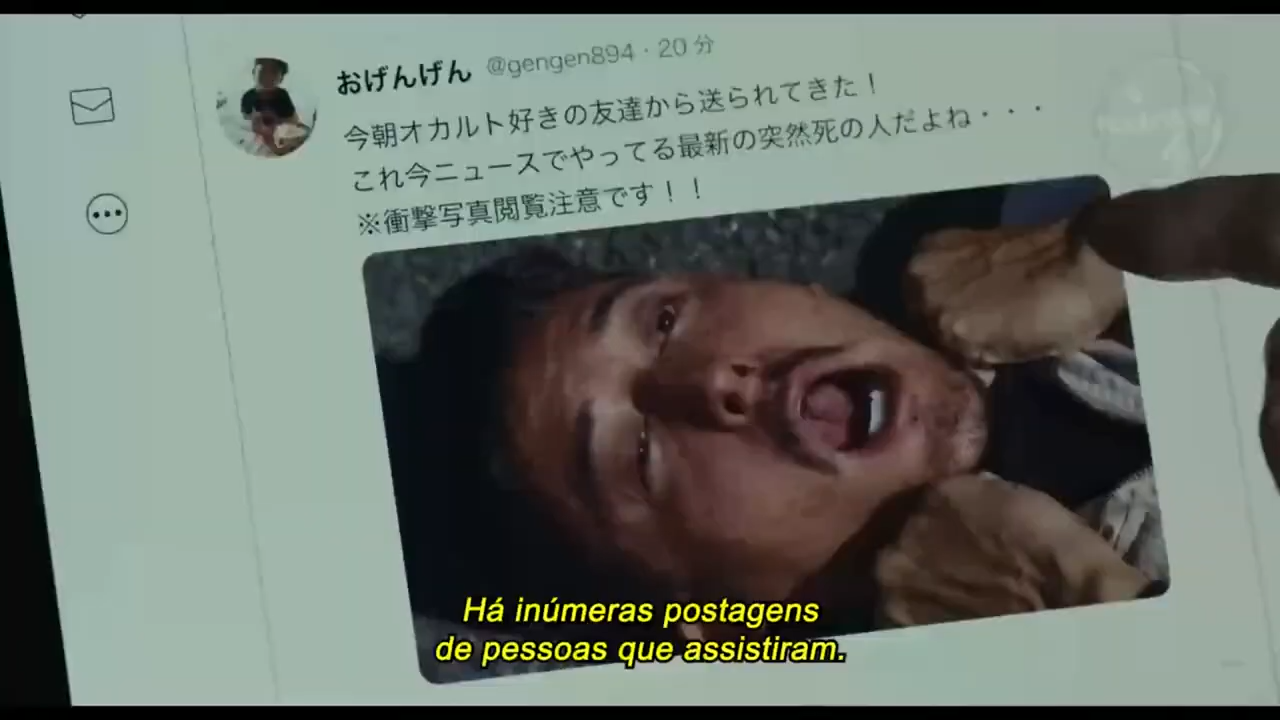 おげんげん @gengen894 · 20 分
今朝オカルト好きの友達から送られてきた！
これ今ニュースでやってる最新の突然死の人だよね・・・
※衝撃写真閲覧注意です！！
Há inúmeras postagens
de pessoas que assistiram.